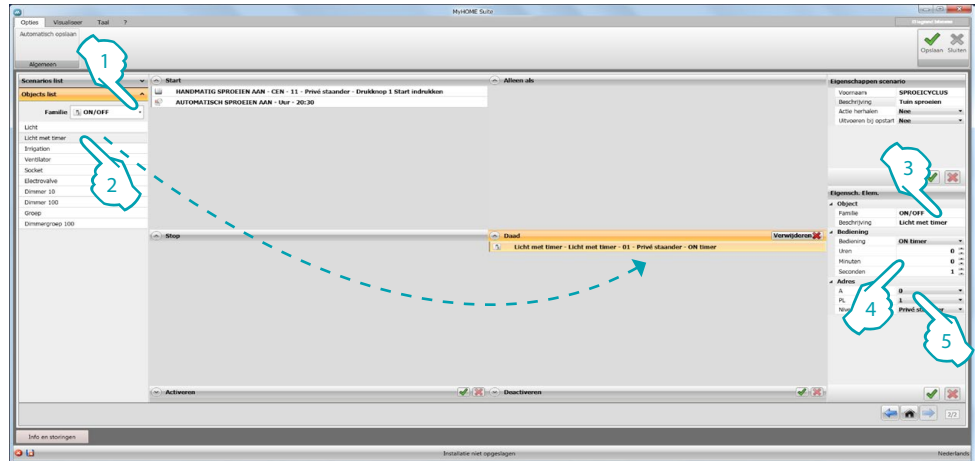 MyHOME Suite
Opties Visualiseer Taal ?
Automatisch opslaan
Opslaan Sluiten
Algemeen
1
Scenarios list
Start
Alleen als
Eigenschappen scenario
Objects list
HANDMATIG SPROEIEN AAN - CEN - 11 - Privé staander - Drukknop 1 Start indrukken
AUTOMATISCH SPROEIEN AAN - Uur - 20:30
Voornaam SPROEICYCLUS
Beschrijving Tuin sproeien
Actie herhalen Nee
Uitvoeren bij opstart Nee
Familie ON/OFF
Licht
Licht met timer
Irrigation
Ventilator
Socket
Electrovalve
Dimmer 10
Dimmer 100
Groep
Dimmergroep 100
2
3
Eigensch. Elem.
Object
Familie ON/OFF
Beschrijving Licht met timer
Stop
Daad
Verwijderen
Licht met timer - Licht met timer - 01 - Privé staander - ON timer
Bediening
Bediening ON timer
Uren 0
Minuten 0
Seconden 1
Adres
A 0
PL 1
4
5
Activeren
Deactiveren
2/2
Info en storingen
Installatie niet opgeslagen
Nederlands